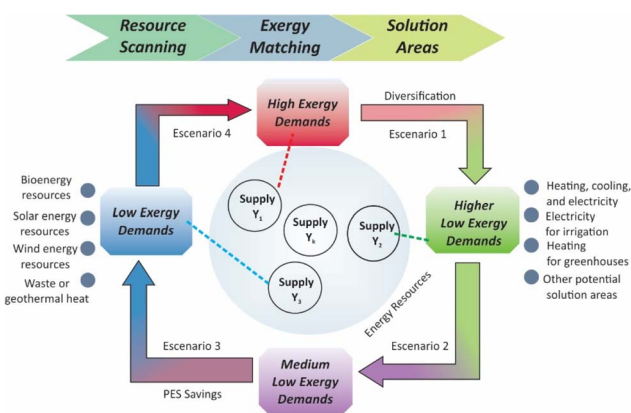 Resource
Scanning
Exergy
Matching
Solution
Areas
High Exergy
Demands
Diversification
Escenario 4
Escenario 1
Bioenergy
resources
Solar energy
resources
Wind energy
resources
Waste or
geothermal heat
Low Exergy
Demands
Supply
Y1
Supply
Yk
Supply
Y2
Supply
Y3
Higher
Low Exergy
Demands
Heating, cooling,
and electricity
Electricity
for irrigation
Heating
for greenhouses
Other potential
solution areas
Energy Resources
Escenario 3
Escenario 2
PES Savings
Medium
Low Exergy
Demands